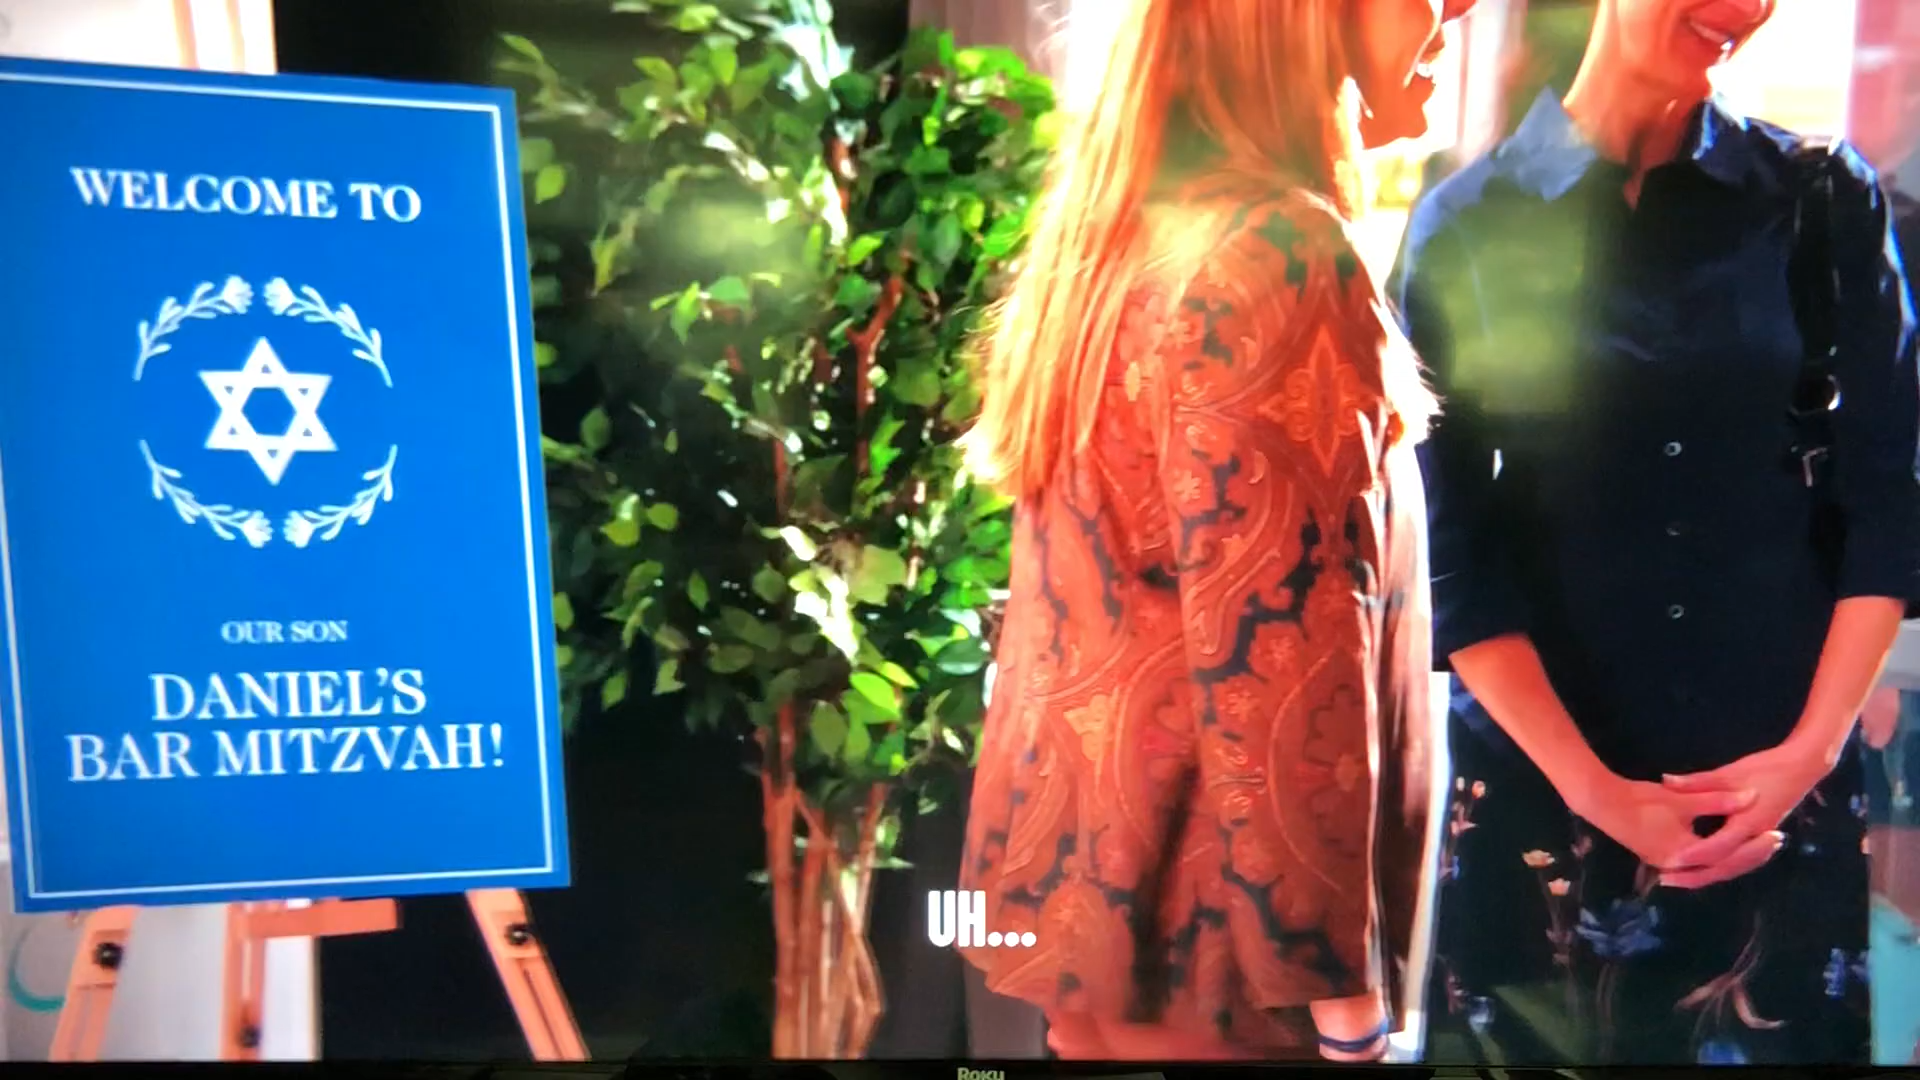 WELCOME TO
OUR SON
DANIEL'S
BAR MITZVAH!
UH...
Roku